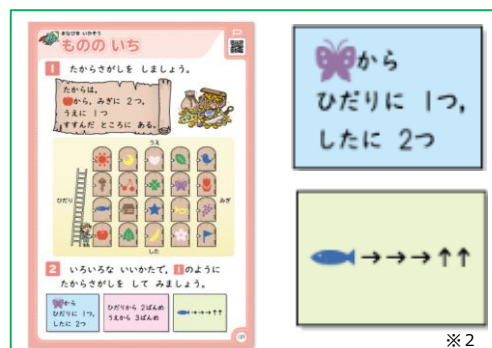 まなびを いかそう
ものの いち
1 たからさがしを しましょう。
たからは、
から、みぎに 2つ、
うえに 1つ
すすんだ ところに ある。
うえ
ひだり
みぎ
した
2 いろいろな いいかたで、1のように
たからさがしを して みましょう。
から
ひだりに 1つ,
したに 2つ
ひだりから 2ばんめ
うえから 3ばんめ
→→→↑↑
から
ひだりに 1つ,
したに 2つ
→→→↑↑
※2